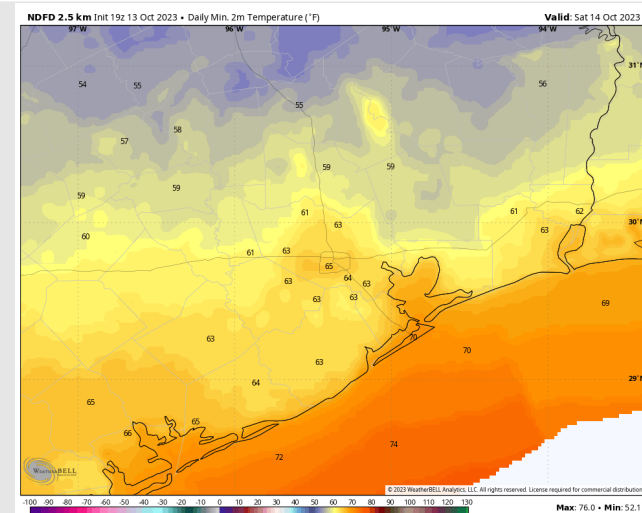 NDFD 2.5 km Init 19z 13 Oct 2023 • Daily Min. 2m Temperature (°F)
Valid: Sat 14 Oct 2023
97°W 96°W 95°W 94°W
31°N
54 55 56
55
58
57
59 59
59 59
61 61 62
63 63
30°N
60
61 63
65
64
63 63
63 63
69
63
70
70
63
29°N
64
65
65
66
74
72
WEATHERBELL
© 2023 WeatherBELL Analytics, LLC. All rights reserved. License required for commercial distribution
-100 -90 -80 -70 -60 -50 -40 -30 -20 -10 0 10 20 30 40 50 60 70 80 90 100 110 120 130
Max: 76.0 • Min: 52.1